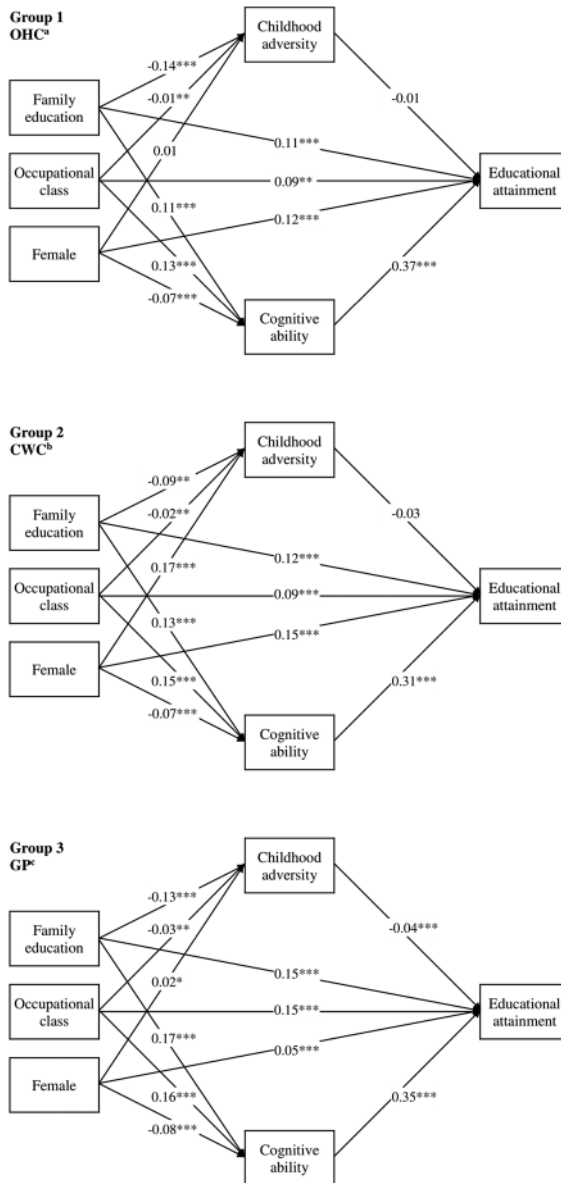 Group 1
OHCᵃ
Childhood
adversity
-0.14***
Family
education
-0.01**
-0.01
0.01
0.11***
Occupational
class
0.09**
Educational
attainment
0.11***
0.12***
Female
0.13***
0.37***
-0.07***
Cognitive
ability
Group 2
CWCᵇ
Childhood
adversity
-0.09**
Family
education
-0.02**
-0.03
0.17***
0.12***
Occupational
class
0.09***
Educational
attainment
0.13***
0.15***
Female
0.15***
0.31***
-0.07***
Cognitive
ability
Group 3
GPᶜ
Childhood
adversity
-0.13***
Family
education
-0.03**
-0.04***
0.02*
0.15***
Occupational
class
0.15***
Educational
attainment
0.17***
0.05***
Female
0.16***
0.35***
-0.08***
Cognitive
ability